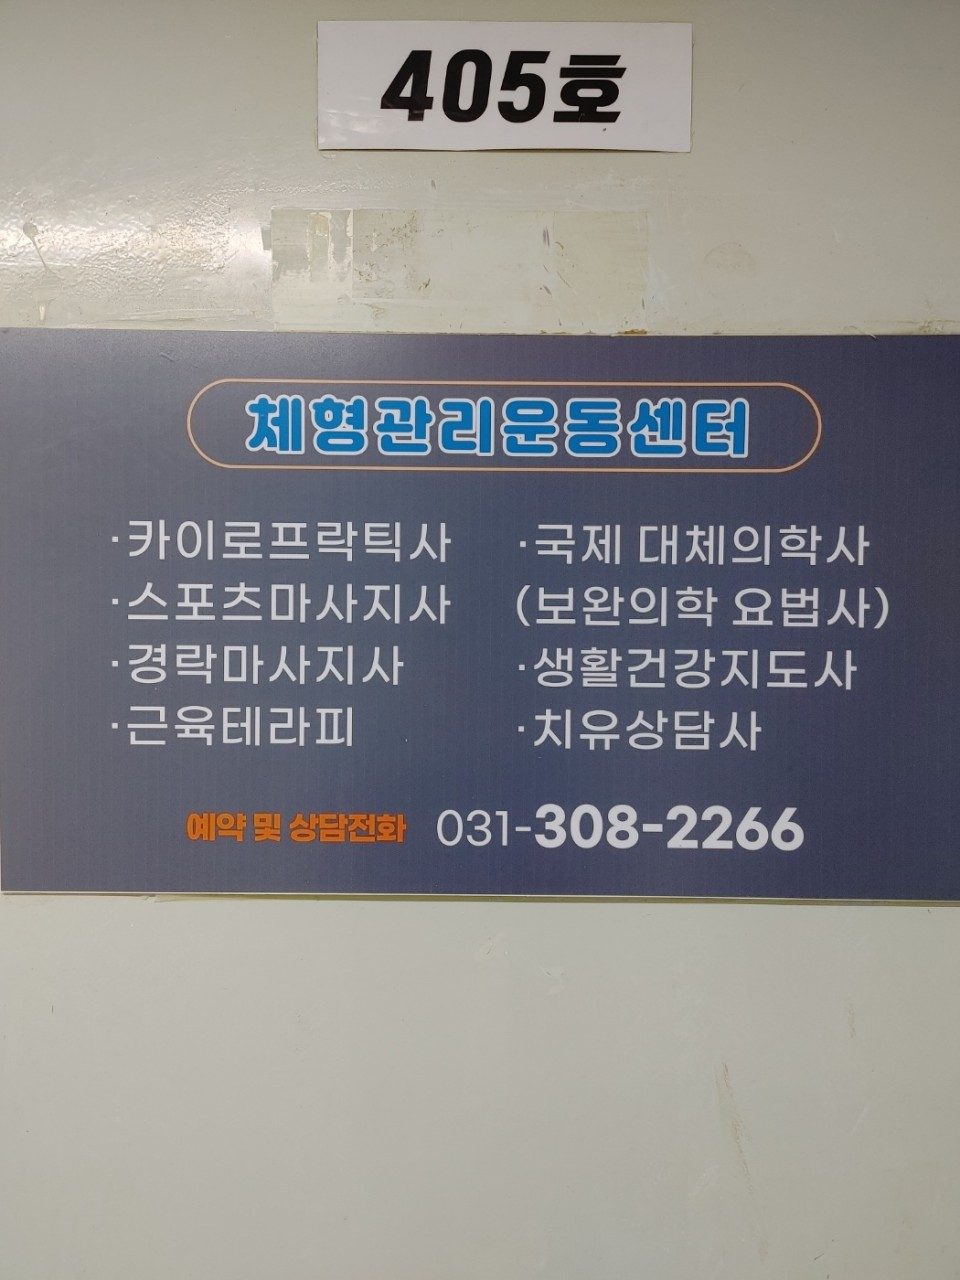 405호
체형관리운동센터
·카이로프락틱사
·스포츠마사지사
·경락마사지사
·근육테라피
·국제 대체의학사
(보완의학 요법사)
·생활건강지도사
·치유상담사
예약 및 상담전화 031-308-2266